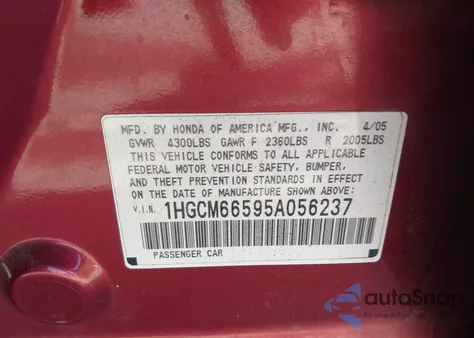 MFD. BY HONDA OF AMERICA MFG., INC. 4/05
GVWR 4300LBS GAWR F 2360LBS R 2005LBS
THIS VEHICLE CONFORMS TO ALL APPLICABLE
FEDERAL MOTOR VEHICLE SAFETY, BUMPER,
AND THEFT PREVENTION STANDARDS IN EFFECT
ON THE DATE OF MANUFACTURE SHOWN ABOVE:
V.I.N. 1HGCM66595A056237
PASSENGER CAR
autoSnap